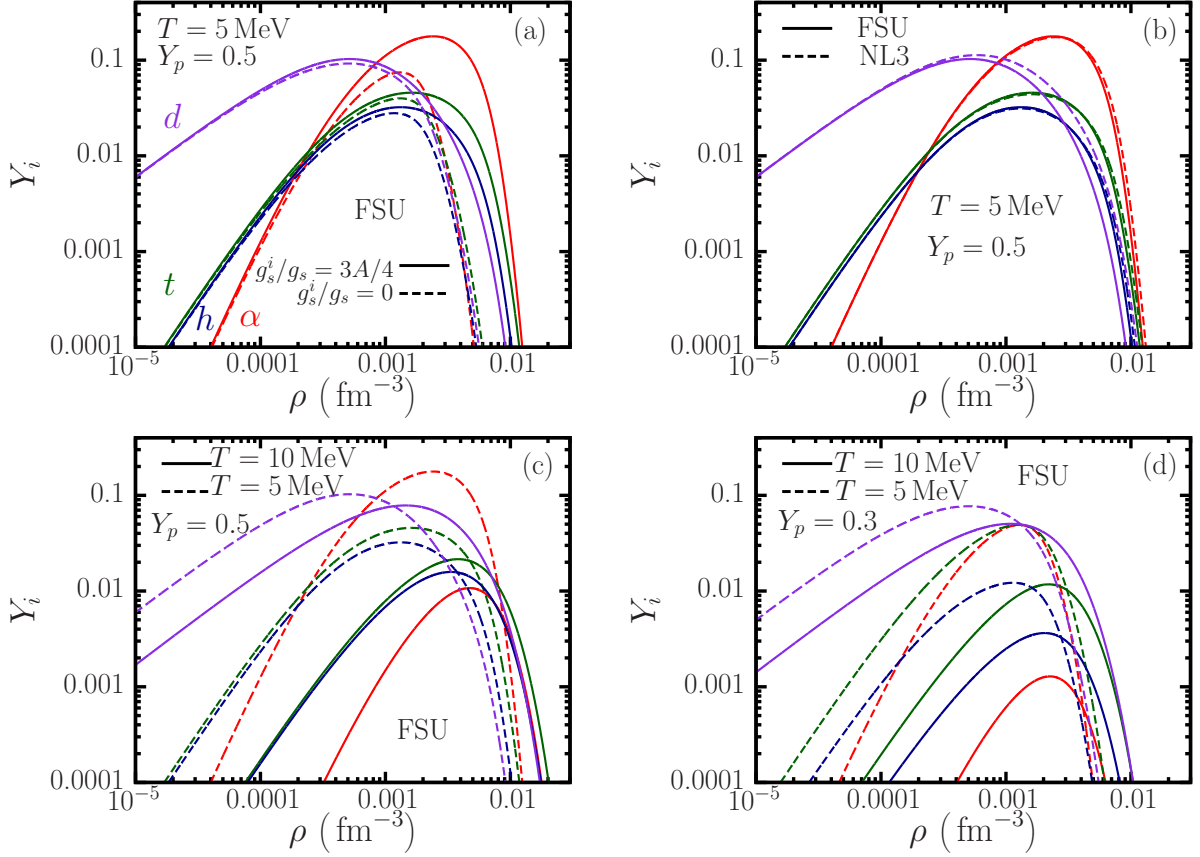 T = 5 MeV (a)
Y_p = 0.5
d
t
h
α
FSU
g_s^i/g_s = 3A/4
g_s^i/g_s = 0
Y_i
0.1
0.01
0.001
0.0001
10^{-5} 0.0001 0.001 0.01
ρ ( fm^{-3})
FSU (b)
NL3
T = 5 MeV
Y_p = 0.5
Y_i
0.1
0.01
0.001
0.0001
10^{-5} 0.0001 0.001 0.01
ρ ( fm^{-3})
T = 10 MeV (c)
T = 5 MeV
Y_p = 0.5
FSU
Y_i
0.1
0.01
0.001
0.0001
10^{-5} 0.0001 0.001 0.01
ρ ( fm^{-3})
T = 10 MeV FSU (d)
T = 5 MeV
Y_p = 0.3
Y_i
0.1
0.01
0.001
0.0001
10^{-5} 0.0001 0.001 0.01
ρ ( fm^{-3})